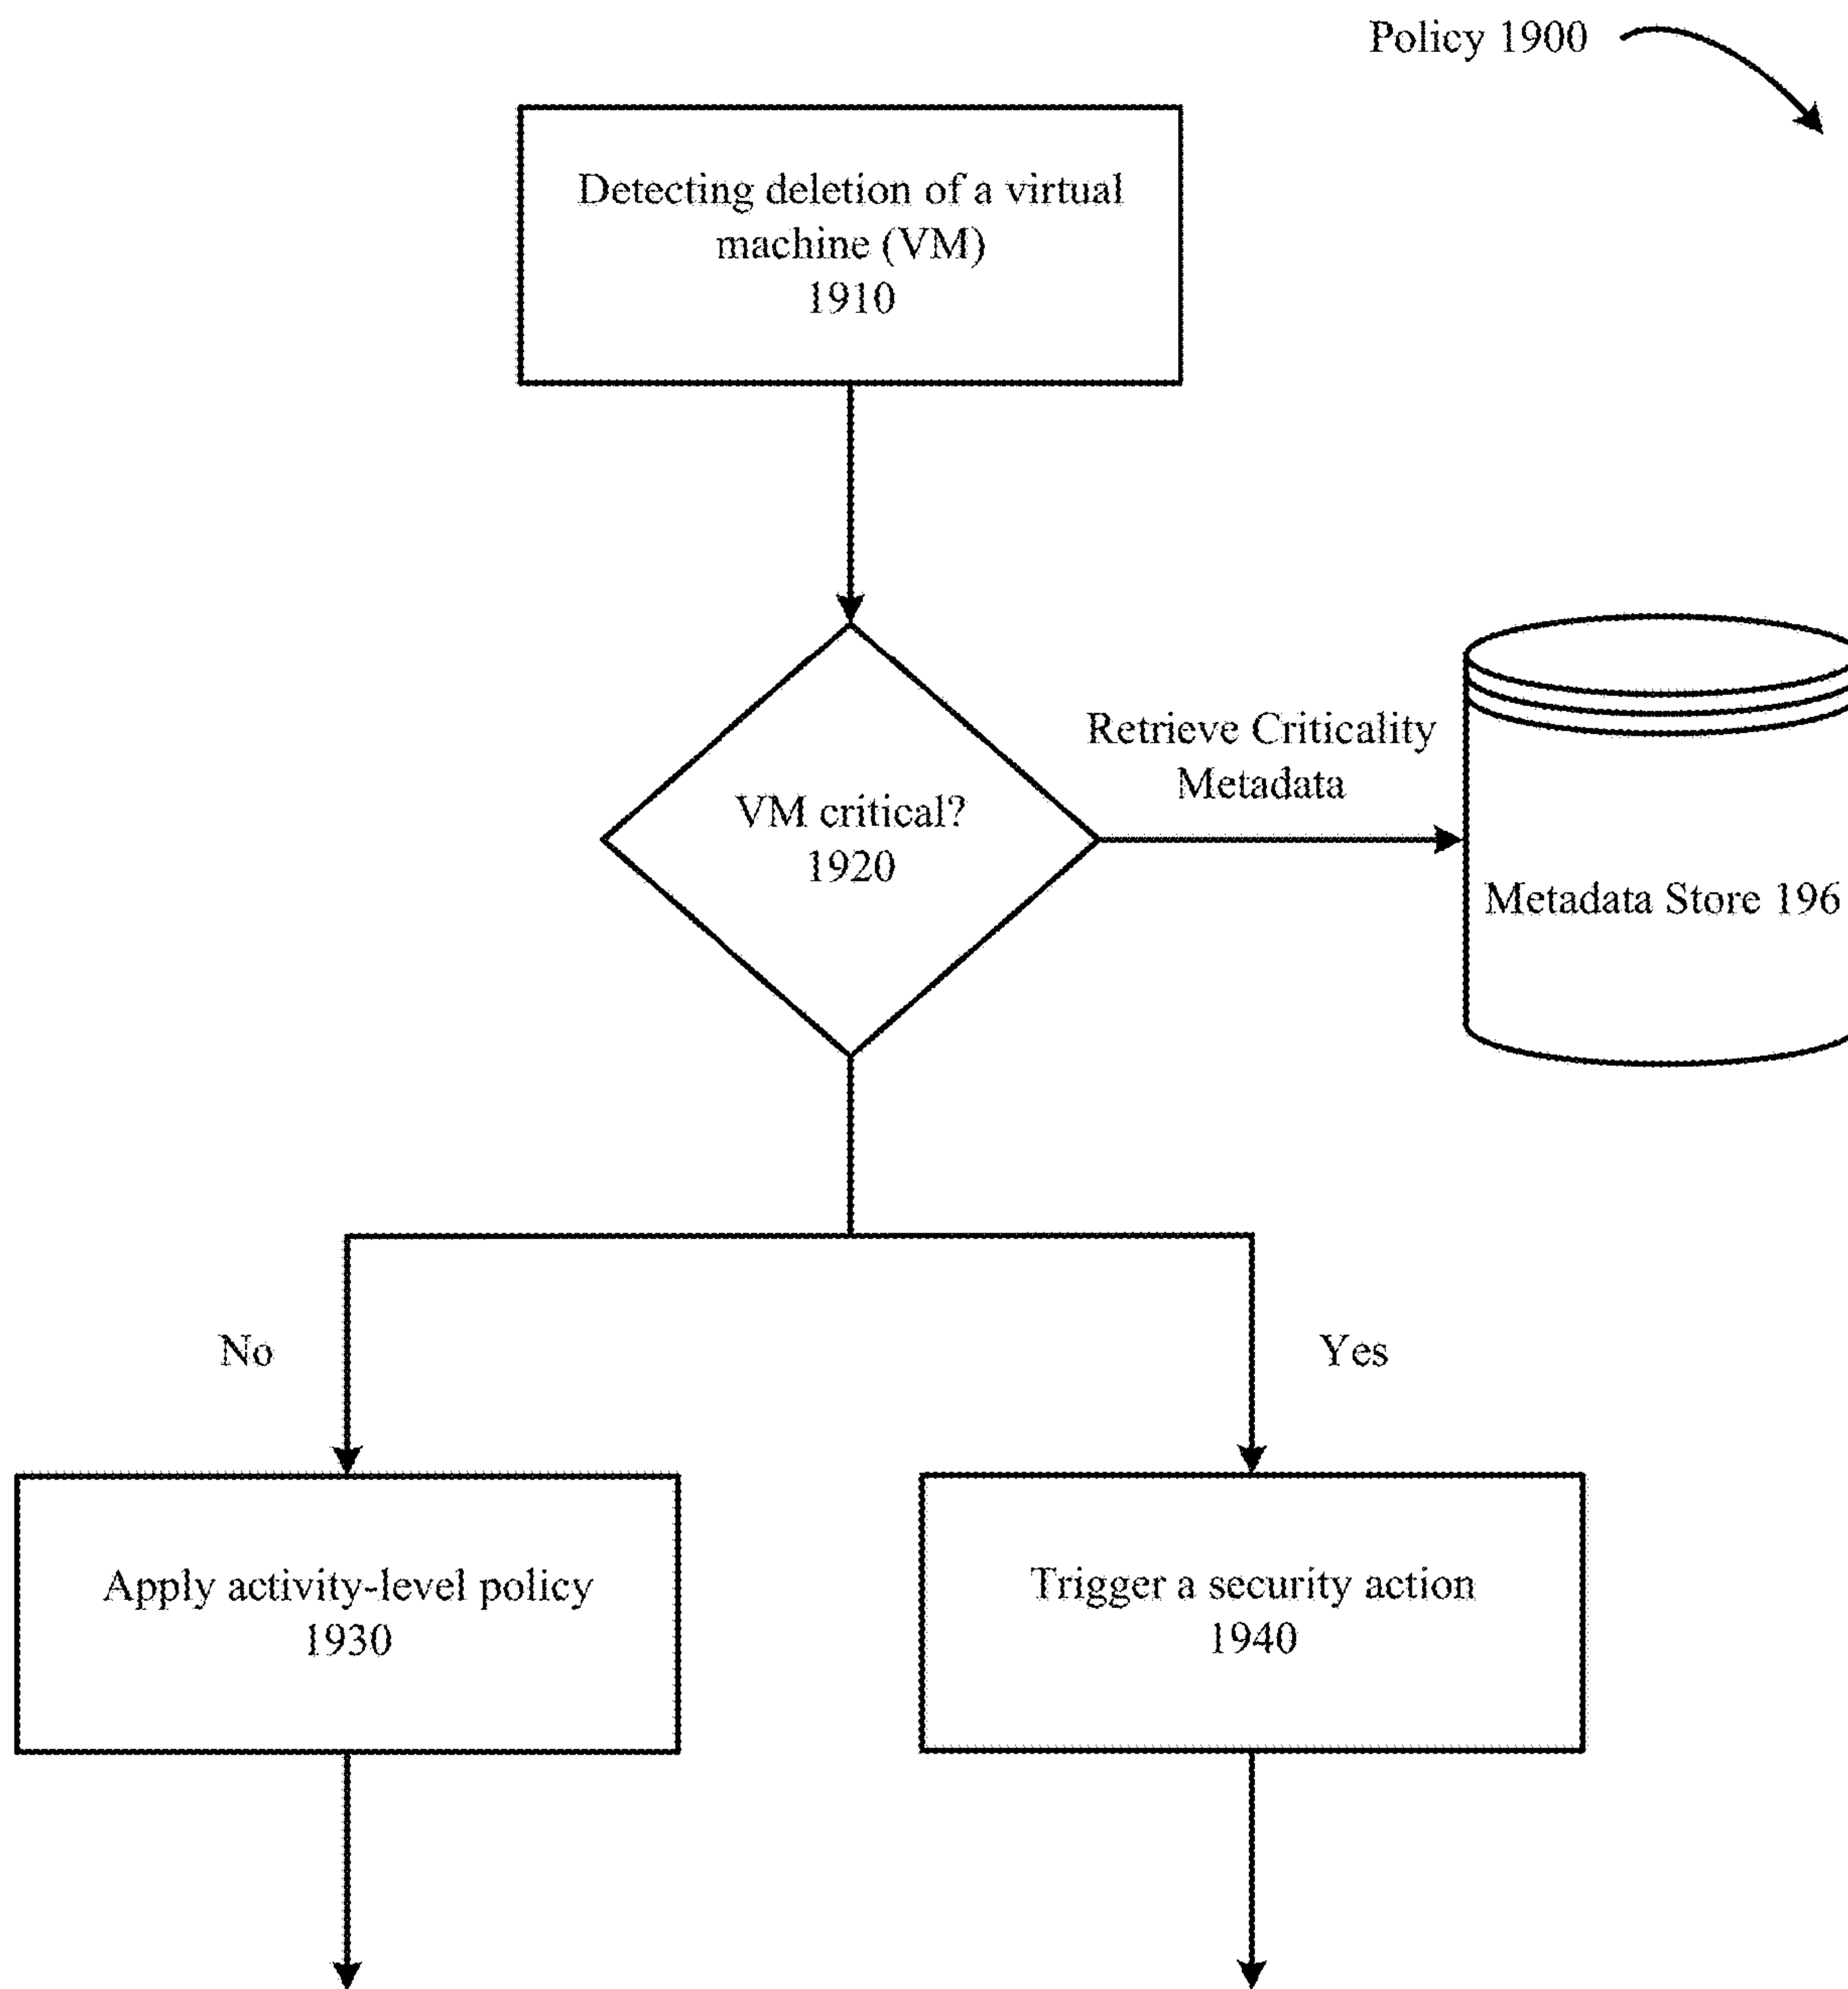 Policy 1900
Detecting deletion of a virtual
machine (VM)
1910
Retrieve Criticality
Metadata
VM critical?
1920
Metadata Store 196
No
Yes
Apply activity-level policy
1930
Trigger a security action
1940